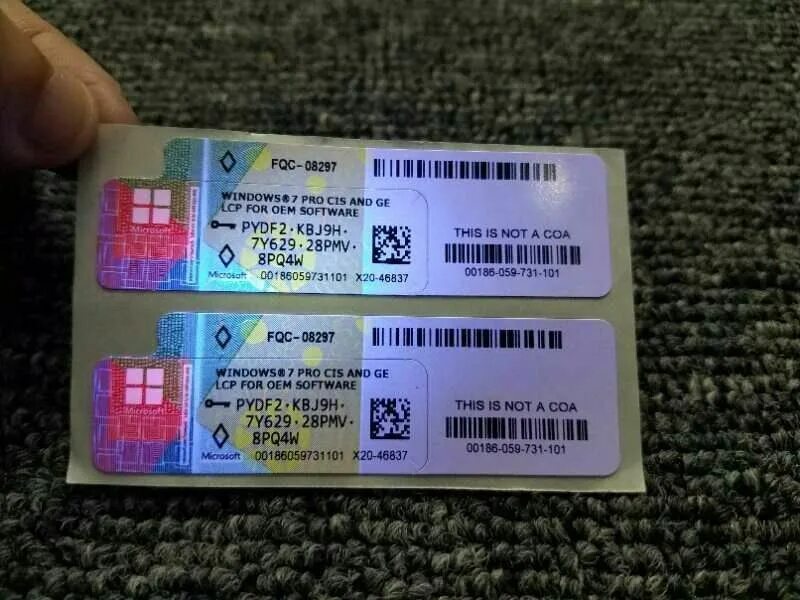 FQC-08297
WINDOWS®7 PRO CIS AND GE
LCP FOR OEM SOFTWARE
PYDF2·KBJ9H·
7Y629·28PMV·
8PQ4W
Microsoft
Microsoft 00186059731101 X20-46837
THIS IS NOT A COA
00186-059-731-101
FQC-08297
WINDOWS®7 PRO CIS AND GE
LCP FOR OEM SOFTWARE
PYDF2·KBJ9H·
7Y629·28PMV·
8PQ4W
Microsoft
Microsoft 00186059731101 X20-46837
THIS IS NOT A COA
00186-059-731-101